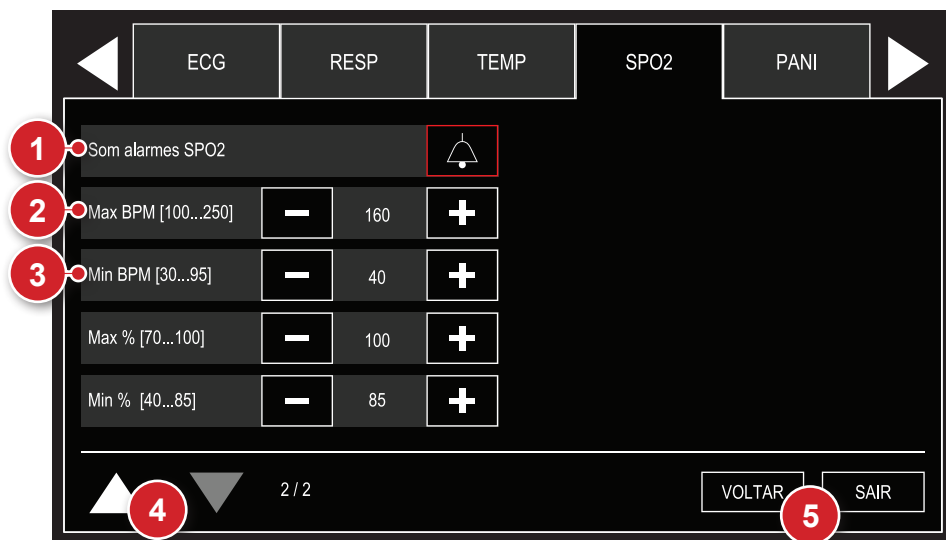 ECG RESP TEMP SPO2 PANI
1 Som alarmes SPO2
2 Max BPM [100...250] − 160 +
3 Min BPM [30...95] − 40 +
Max % [70...100] − 100 +
Min % [40...85] − 85 +
4 2 / 2 VOLTAR 5 SAIR